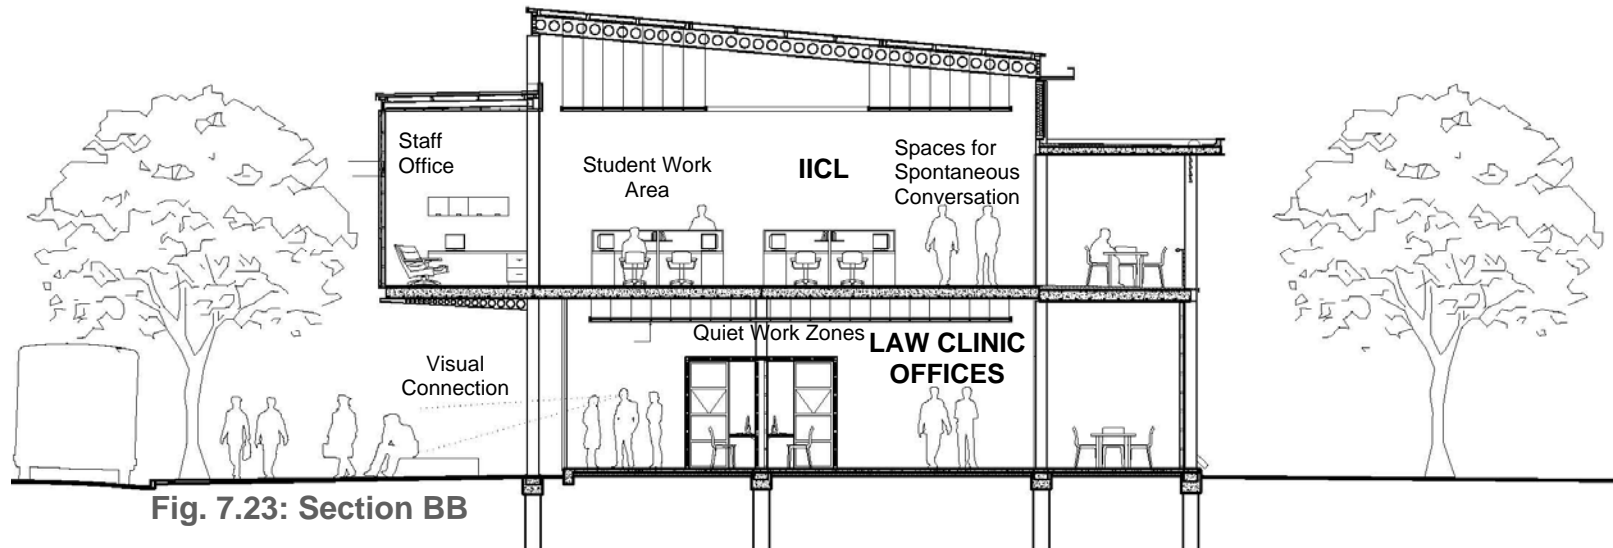 Staff
Office
Student Work
Area
IICL
Spaces for
Spontaneous
Conversation
Quiet Work Zones
LAW CLINIC
OFFICES
Visual
Connection
Fig. 7.23: Section BB